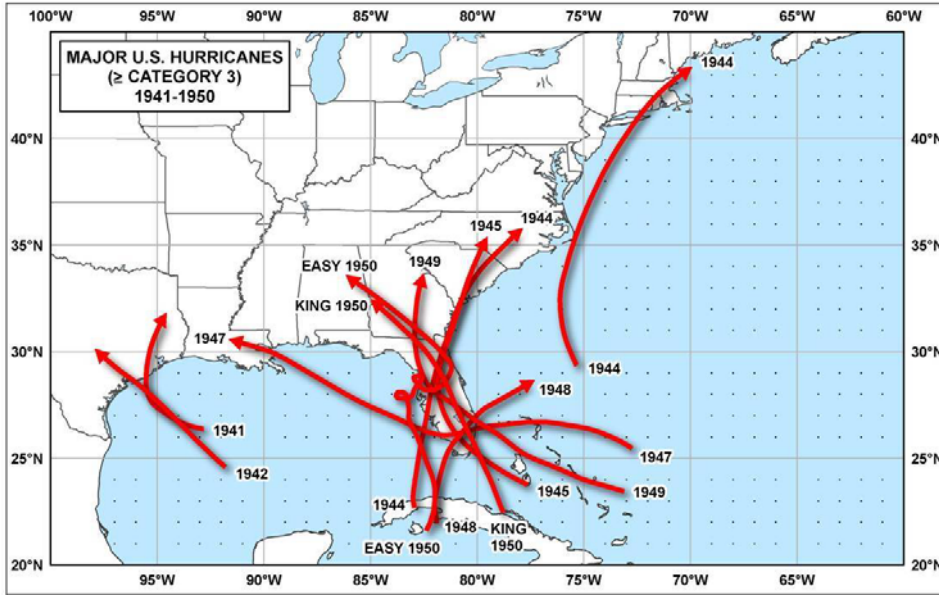 100°W 95°W 90°W 85°W 80°W 75°W 70°W 65°W 60°W
MAJOR U.S. HURRICANES
(≥ CATEGORY 3)
1941-1950
1944
40°N 40°N
1945 1944
35°N 35°N
EASY 1950 1949
KING 1950
1947
30°N 30°N
1944
1948
1941
1947
25°N 25°N
1942
1945 1949
1944 1948 KING
1950
EASY 1950
20°N 20°N
95°W 90°W 85°W 80°W 75°W 70°W 65°W